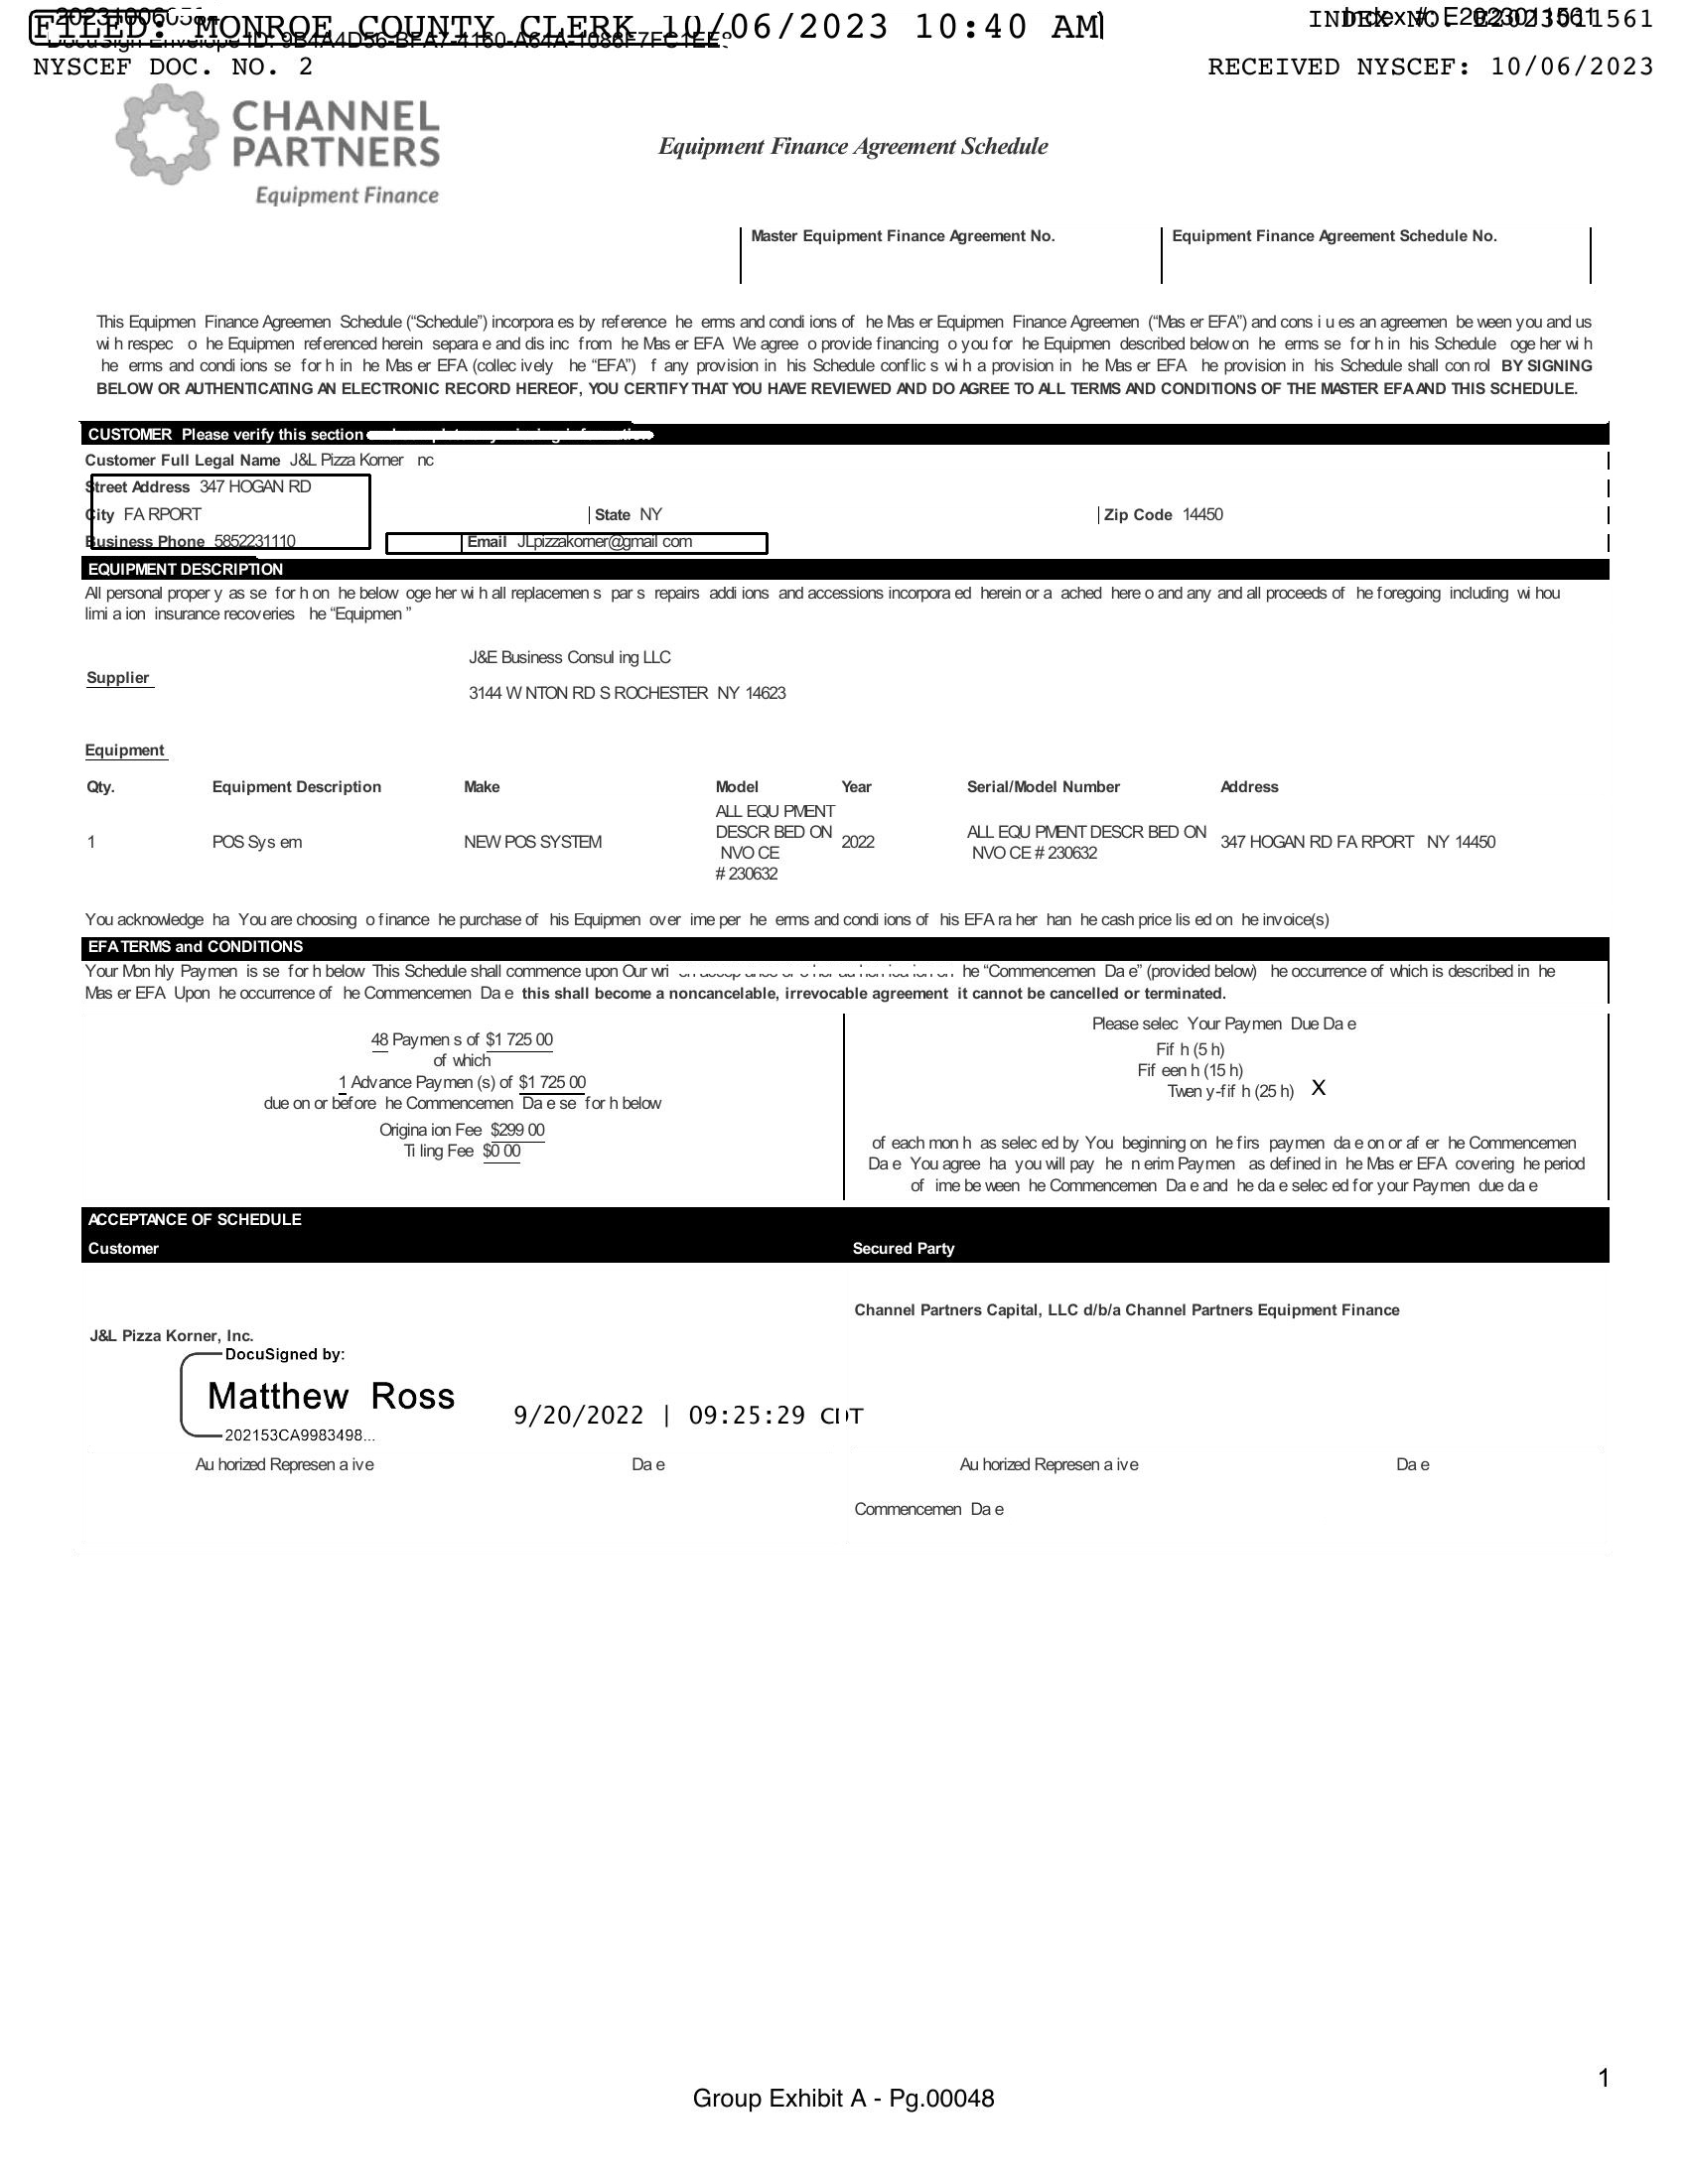 FILED: MONROE COUNTY CLERK 10/06/2023 10:40 AM
INDEX NO. E2023011561
NYSCEF DOC. NO. 2
RECEIVED NYSCEF: 10/06/2023
CHANNEL
PARTNERS
Equipment Finance
Equipment Finance Agreement Schedule
Master Equipment Finance Agreement No.
Equipment Finance Agreement Schedule No.
This Equipmen Finance Agreemen Schedule (“Schedule”) incorpora es by reference he erms and condi ions of he Mas er Equipmen Finance Agreemen (“Mas er EFA”) and cons i u es an agreemen be ween you and us
wi h respec o he Equipmen referenced herein separa e and dis inc from he Mas er EFA We agree o provide financing o you for he Equipmen described below on he erms se for h in his Schedule oge her wi h
he erms and condi ions se for h in he Mas er EFA (collec ively he “EFA”) f any provision in his Schedule conflic s wi h a provision in he Mas er EFA he provision in his Schedule shall con rol BY SIGNING
BELOW OR AUTHENTICATING AN ELECTRONIC RECORD HEREOF, YOU CERTIFY THAT YOU HAVE REVIEWED AND DO AGREE TO ALL TERMS AND CONDITIONS OF THE MASTER EFA AND THIS SCHEDULE.
CUSTOMER Please verify this section
Customer Full Legal Name J&L Pizza Korner nc
Street Address 347 HOGAN RD
City FA RPORT State NY Zip Code 14450
Business Phone 5852231110 Email JLpizzakorner@gmail com
EQUIPMENT DESCRIPTION
All personal proper y as se for h on he below oge her wi h all replacemen s par s repairs addi ions and accessions incorpora ed herein or a ached here o and any and all proceeds of he foregoing including wi hou
limi a ion insurance recoveries he “Equipmen ”
J&E Business Consul ing LLC
Supplier
3144 W NTON RD S ROCHESTER NY 14623
Equipment
Qty. Equipment Description Make Model Year Serial/Model Number Address
1 POS Sys em NEW POS SYSTEM ALL EQU PMENT DESCR BED ON NVO CE # 230632 2022 ALL EQU PMENT DESCR BED ON NVO CE # 230632 347 HOGAN RD FA RPORT NY 14450
You acknowledge ha You are choosing o finance he purchase of his Equipmen over ime per he erms and condi ions of his EFA ra her han he cash price lis ed on he invoice(s)
EFA TERMS and CONDITIONS
Your Mon hly Paymen is se for h below This Schedule shall commence upon Our wri he “Commencemen Da e” (provided below) he occurrence of which is described in he
Mas er EFA Upon he occurrence of he Commencemen Da e this shall become a noncancelable, irrevocable agreement it cannot be cancelled or terminated.
48 Paymen s of $1 725 00
of which
1 Advance Paymen (s) of $1 725 00
due on or before he Commencemen Da e se for h below
Origina ion Fee $299 00
Ti ling Fee $0 00
Please selec Your Paymen Due Da e
Fif h (5 h)
Fif een h (15 h)
Twen y-fif h (25 h) X
of each mon h as selec ed by You beginning on he firs paymen da e on or af er he Commencemen
Da e You agree ha you will pay he n erim Paymen as defined in he Mas er EFA covering he period
of ime be ween he Commencemen Da e and he da e selec ed for your Paymen due da e
ACCEPTANCE OF SCHEDULE
Customer Secured Party
Channel Partners Capital, LLC d/b/a Channel Partners Equipment Finance
J&L Pizza Korner, Inc.
DocuSigned by:
Matthew Ross
9/20/2022 | 09:25:29 CDT
202153CA9983498...
Au horized Represen a ive Da e Au horized Represen a ive Da e
Commencemen Da e
1
Group Exhibit A - Pg.00048